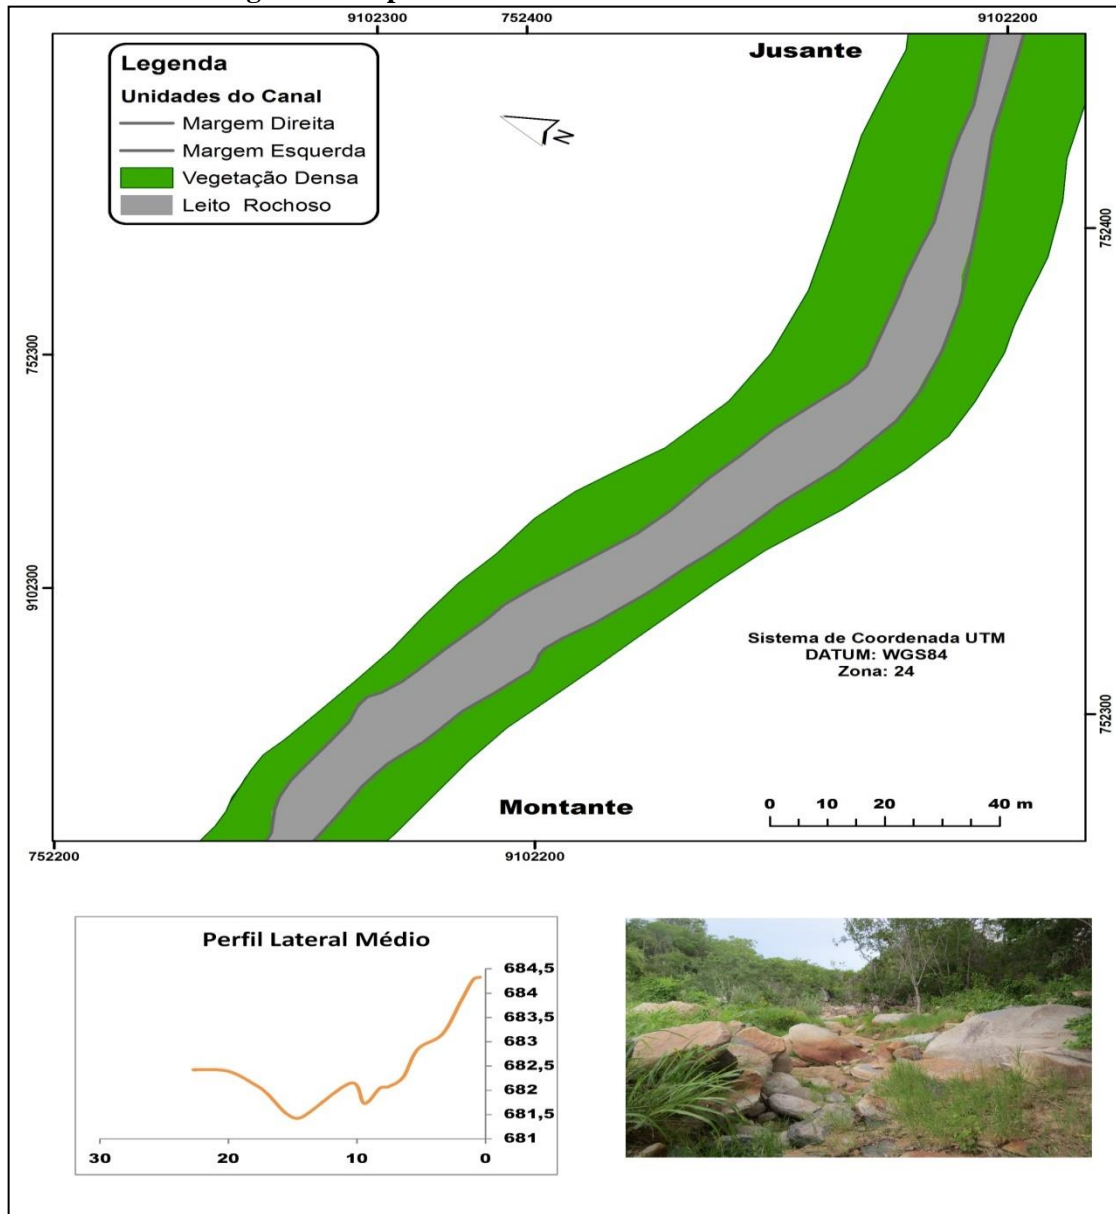 9102300 752400 9102200
Jusante
Legenda
Unidades do Canal
Margem Direita
Margem Esquerda
Vegetação Densa
Leito Rochoso
N
752400
752300
9102300
Sistema de Coordenada UTM
DATUM: WGS84
Zona: 24
752300
Montante
0 10 20 40 m
752200 9102200
Perfil Lateral Médio
684,5
684
683,5
683
682,5
682
681,5
681
30 20 10 0